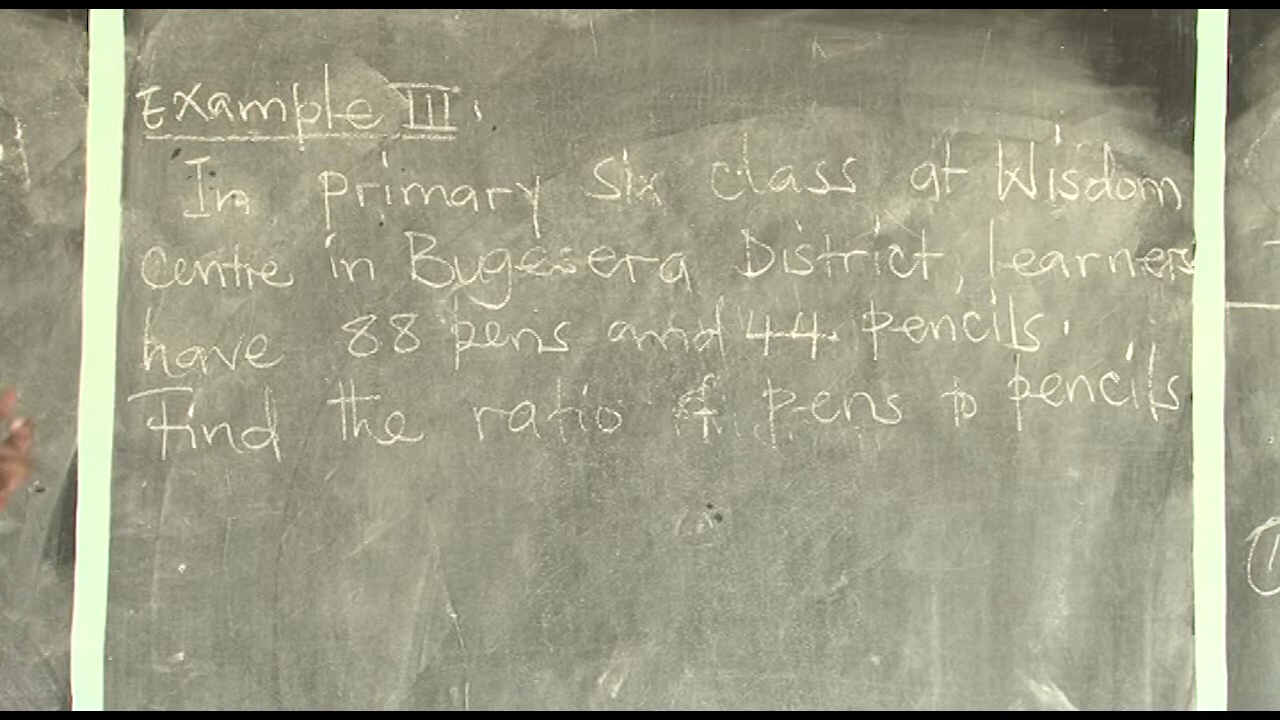 Example III.
In primary six class at Wisdom
centre in Bugesera District, learners
have 88 pens and 44 pencils.
Find the ratio of pens to pencils